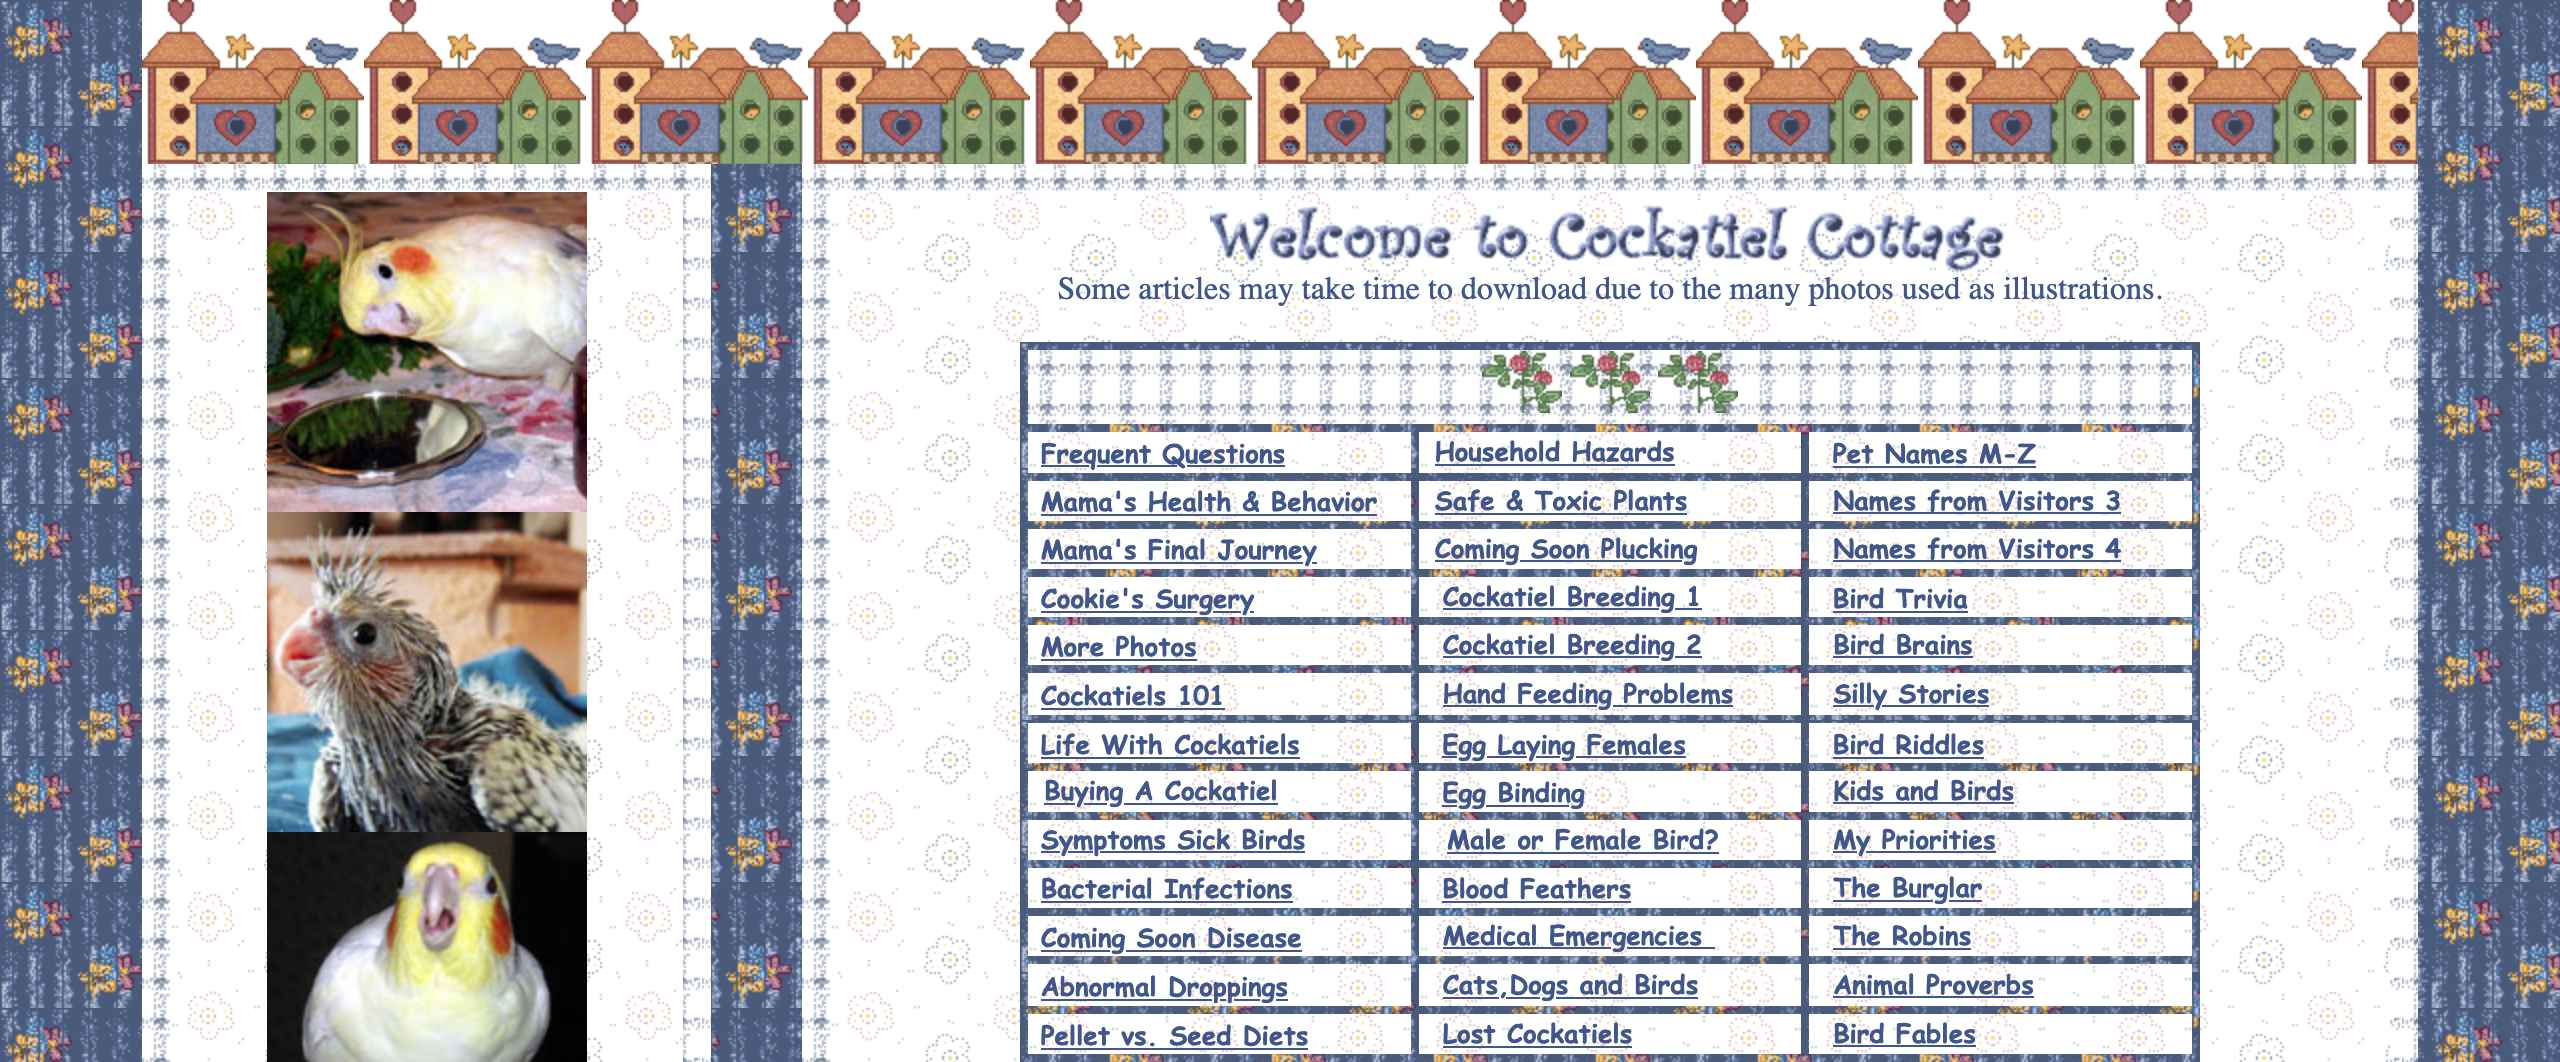 Welcome to Cockatiel Cottage
Some articles may take time to download due to the many photos used as illustrations.
Frequent Questions
Household Hazards
Pet Names M-Z
Mama's Health & Behavior
Safe & Toxic Plants
Names from Visitors 3
Mama's Final Journey
Coming Soon Plucking
Names from Visitors 4
Cookie's Surgery
Cockatiel Breeding 1
Bird Trivia
More Photos
Cockatiel Breeding 2
Bird Brains
Cockatiels 101
Hand Feeding Problems
Silly Stories
Life With Cockatiels
Egg Laying Females
Bird Riddles
Buying A Cockatiel
Egg Binding
Kids and Birds
Symptoms Sick Birds
Male or Female Bird?
My Priorities
Bacterial Infections
Blood Feathers
The Burglar
Coming Soon Disease
Medical Emergencies
The Robins
Abnormal Droppings
Cats,Dogs and Birds
Animal Proverbs
Pellet vs. Seed Diets
Lost Cockatiels
Bird Fables